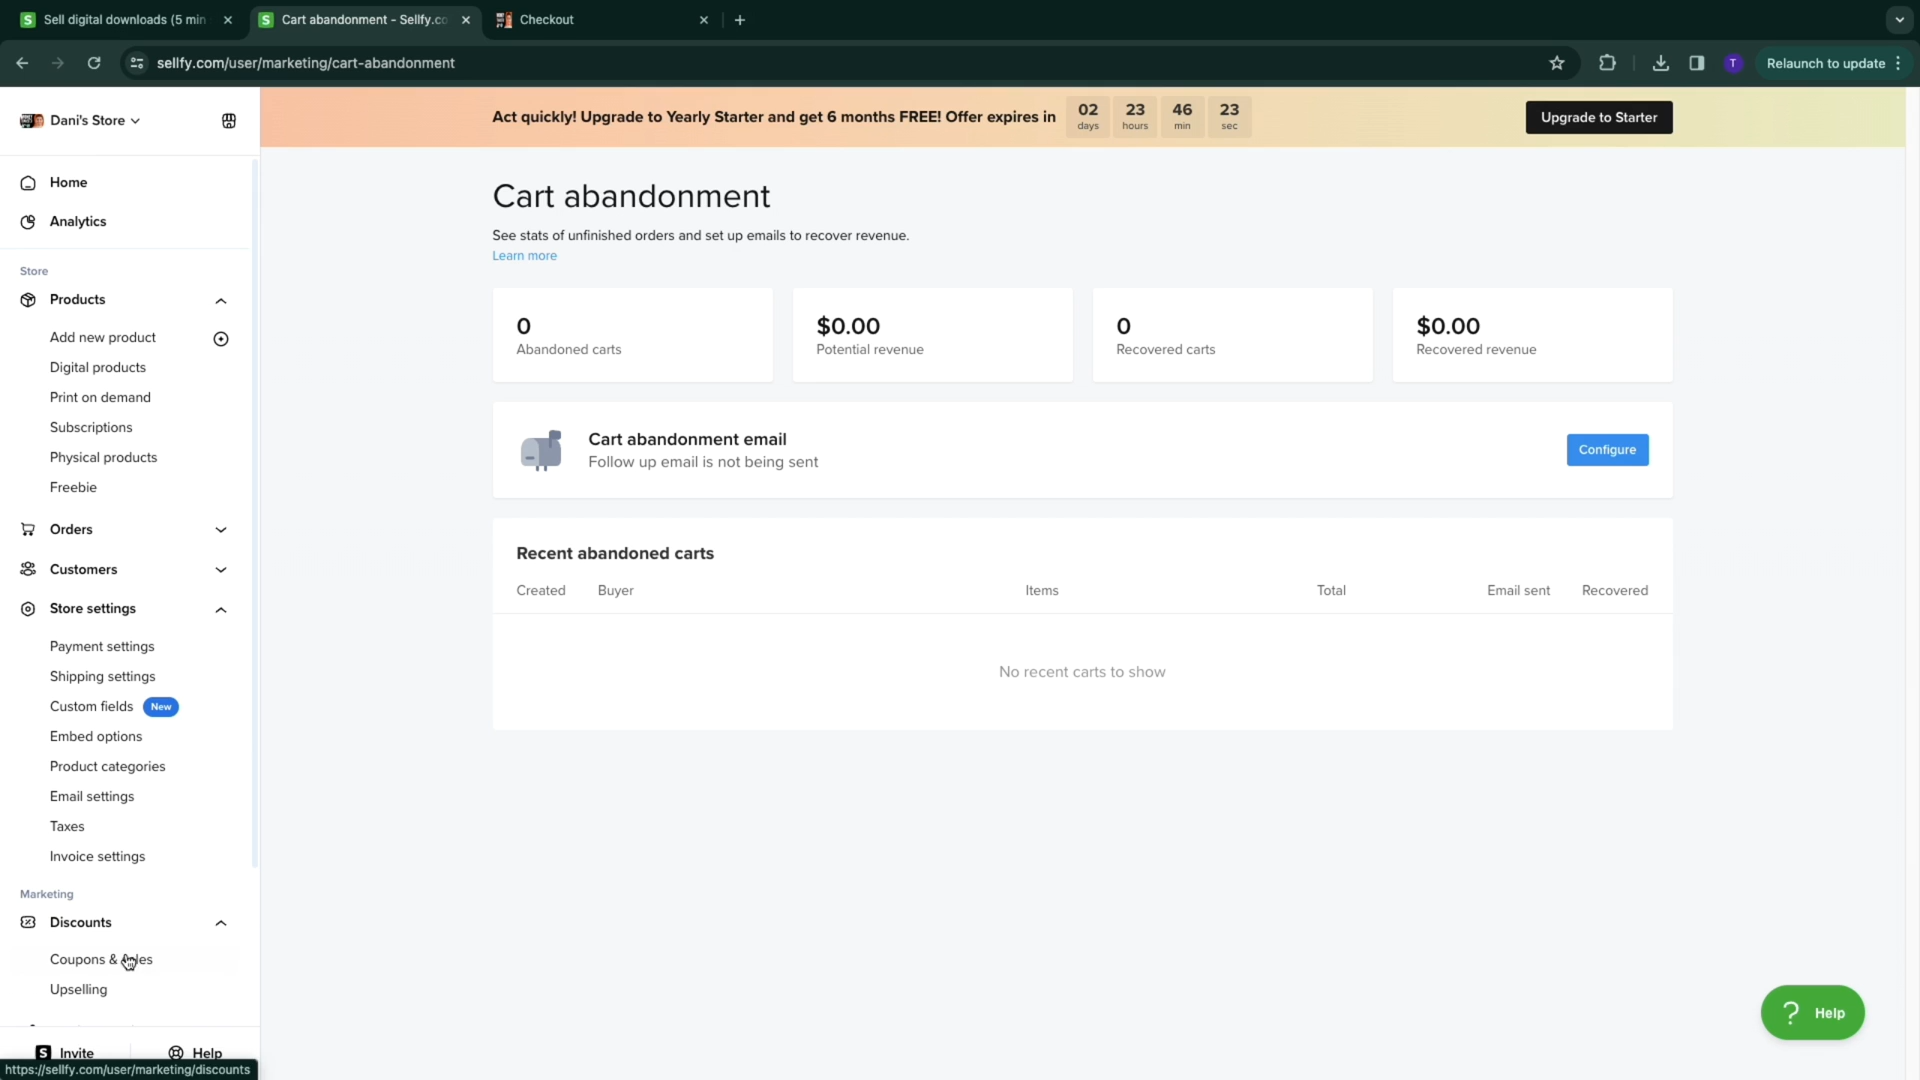 Sell digital downloads (5 min
Cart abandonment - Sellfy.co
Checkout
sellfy.com/user/marketing/cart-abandonment
T
Relaunch to update
Dani's Store
Act quickly! Upgrade to Yearly Starter and get 6 months FREE! Offer expires in
02 days
23 hours
46 min
23 sec
Upgrade to Starter
Home
Analytics
Store
Products
Add new product
Digital products
Print on demand
Subscriptions
Physical products
Freebie
Orders
Customers
Store settings
Payment settings
Shipping settings
Custom fields New
Embed options
Product categories
Email settings
Taxes
Invoice settings
Marketing
Discounts
Coupons &
Upselling
Invite
Help
https://sellfy.com/user/marketing/discounts
Cart abandonment
See stats of unfinished orders and set up emails to recover revenue.
Learn more
0
Abandoned carts
$0.00
Potential revenue
0
Recovered carts
$0.00
Recovered revenue
Cart abandonment email
Follow up email is not being sent
Configure
Recent abandoned carts
Created Buyer Items Total Email sent Recovered
No recent carts to show
? Help